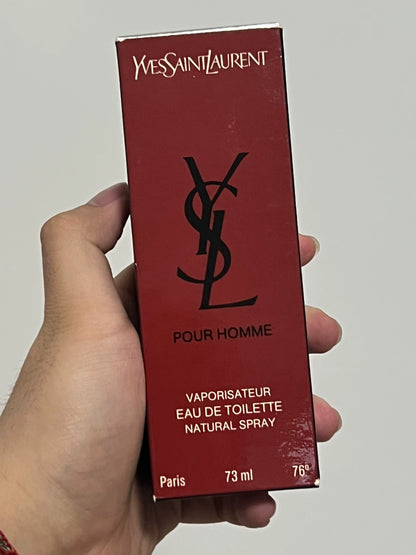 YVESSAINTLAURENT
YSL
POUR HOMME
VAPORISATEUR
EAU DE TOILETTE
NATURAL SPRAY
Paris 73 ml 76°